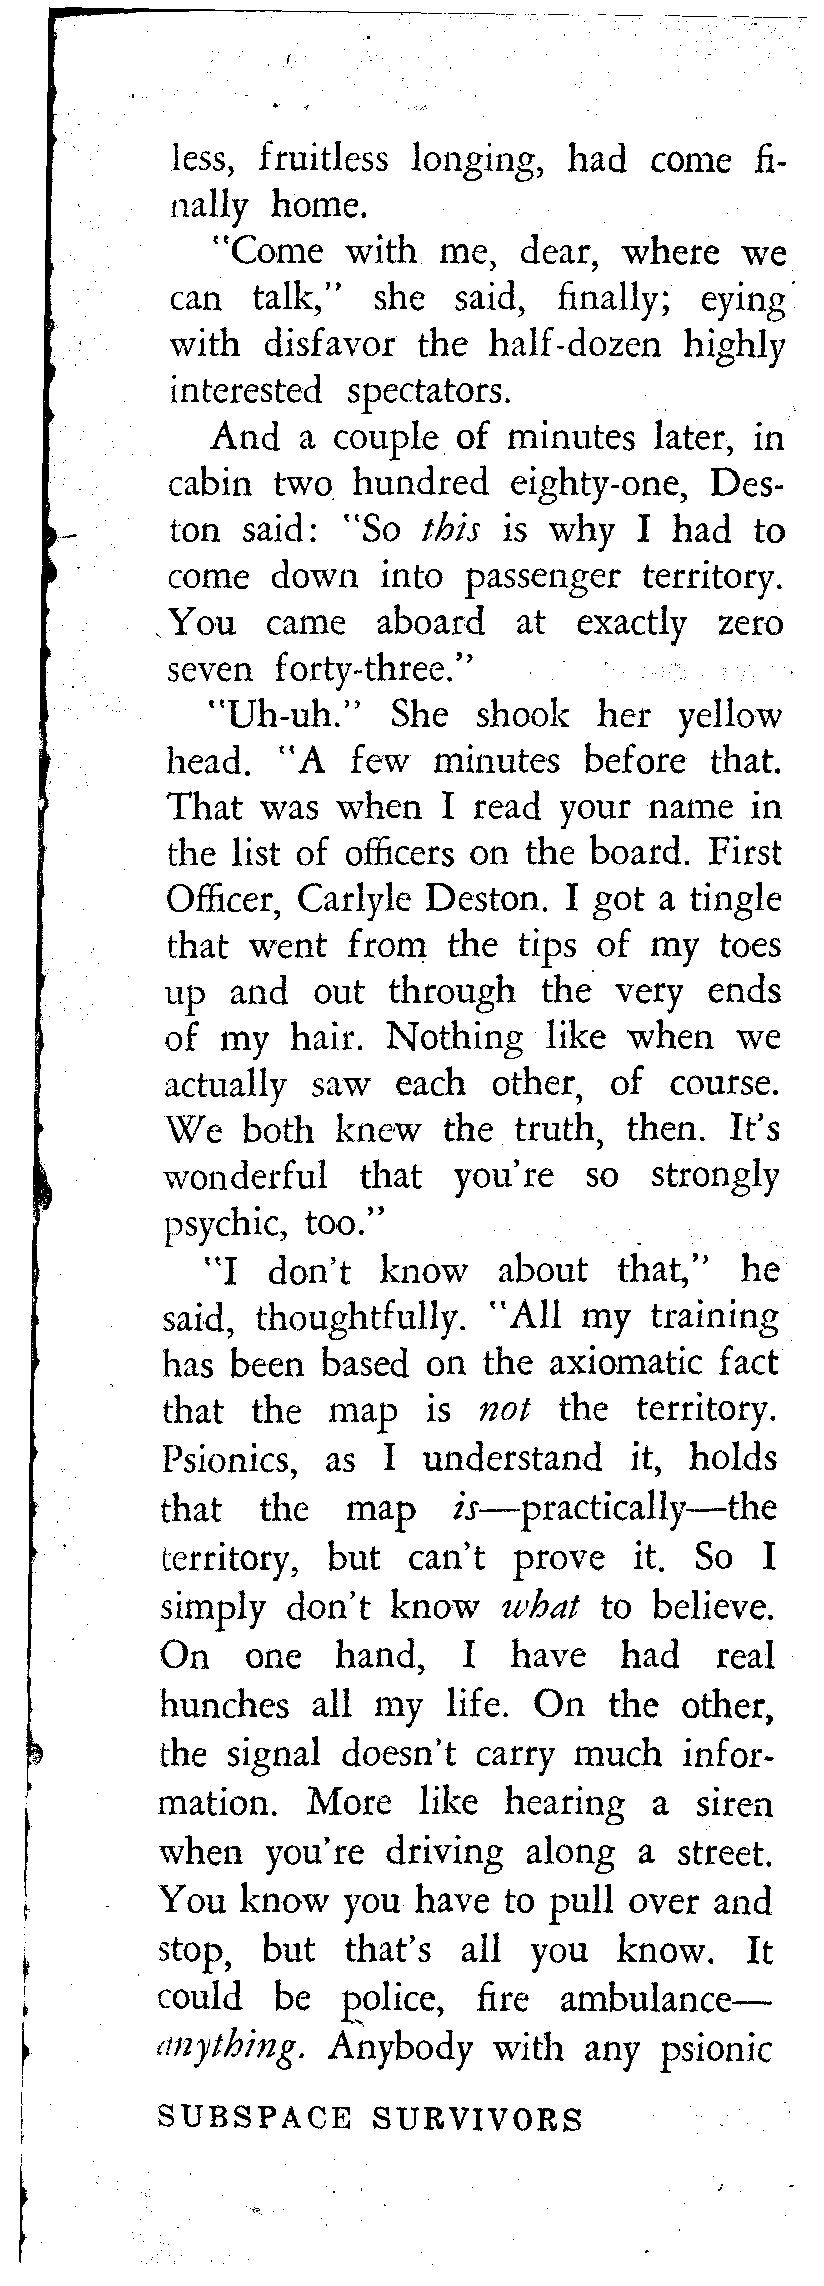 less, fruitless longing, had come fi-
nally home.
"Come with me, dear, where we
can talk," she said, finally; eying
with disfavor the half-dozen highly
interested spectators.
And a couple of minutes later, in
cabin two hundred eighty-one, Des-
ton said: "So this is why I had to
come down into passenger territory.
You came aboard at exactly zero
seven forty-three."
"Uh-uh." She shook her yellow
head. "A few minutes before that.
That was when I read your name in
the list of officers on the board. First
Officer, Carlyle Deston. I got a tingle
that went from the tips of my toes
up and out through the very ends
of my hair. Nothing like when we
actually saw each other, of course.
We both knew the truth, then. It's
wonderful that you're so strongly
psychic, too."
"I don't know about that," he
said, thoughtfully. "All my training
has been based on the axiomatic fact
that the map is not the territory.
Psionics, as I understand it, holds
that the map is—practically—the
territory, but can't prove it. So I
simply don't know what to believe.
On one hand, I have had real
hunches all my life. On the other,
the signal doesn't carry much infor-
mation. More like hearing a siren
when you're driving along a street.
You know you have to pull over and
stop, but that's all you know. It
could be police, fire ambulance—
anything. Anybody with any psionic
SUBSPACE SURVIVORS